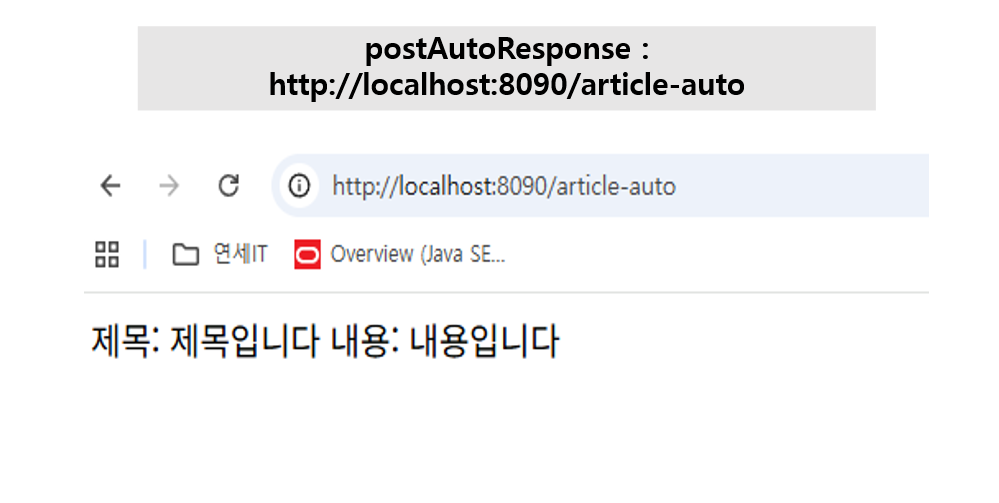 postAutoResponse :
http://localhost:8090/article-auto
http://localhost:8090/article-auto
연세IT Overview (Java SE...
제목: 제목입니다 내용: 내용입니다